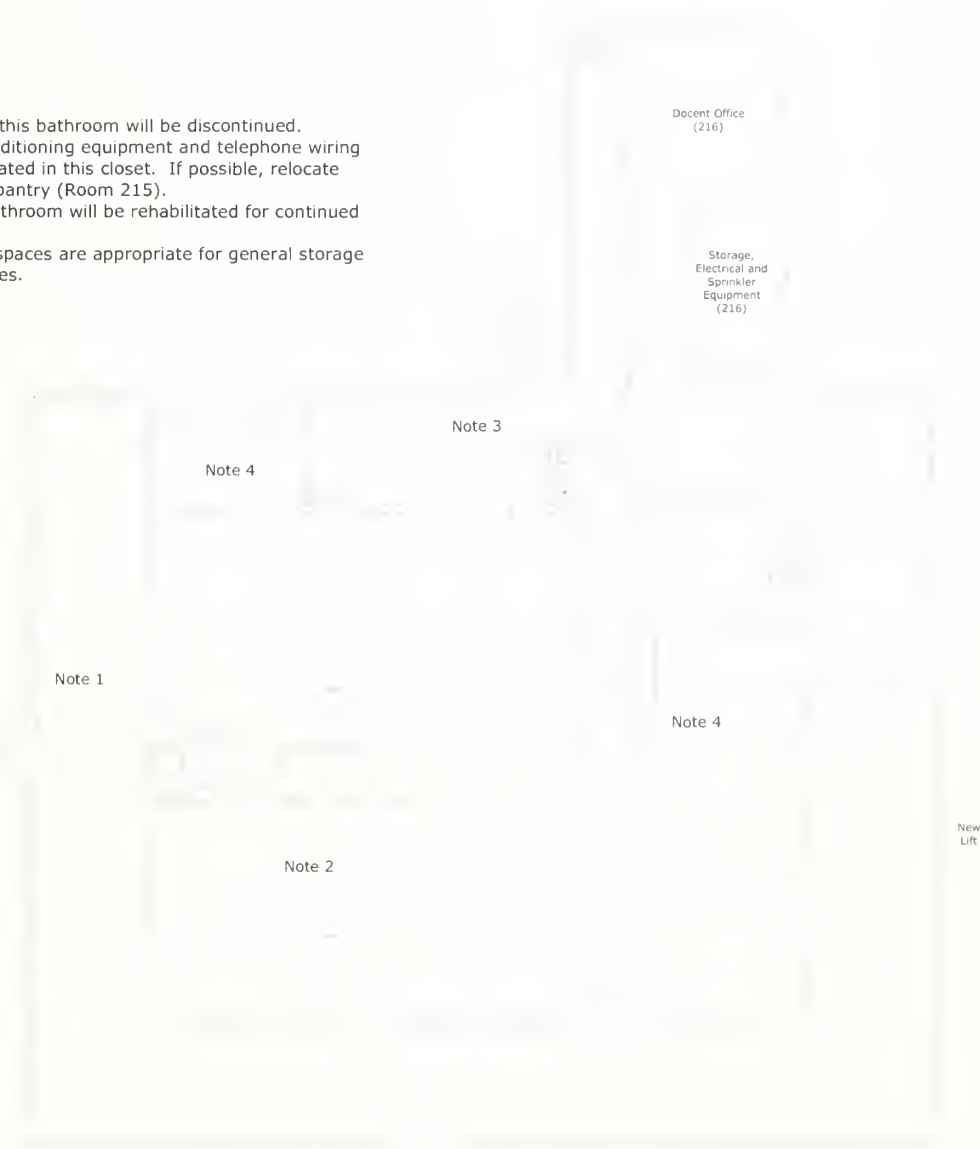 this bathroom will be discontinued.
ditioning equipment and telephone wiring
ated in this closet. If possible, relocate
pantry (Room 215).
throom will be rehabilitated for continued
spaces are appropriate for general storage
es.
Docent Office
(216)
Storage,
Electrical and
Sprinkler
Equipment
(216)
Note 3
Note 4
Note 1
Note 4
New
Lift
Note 2